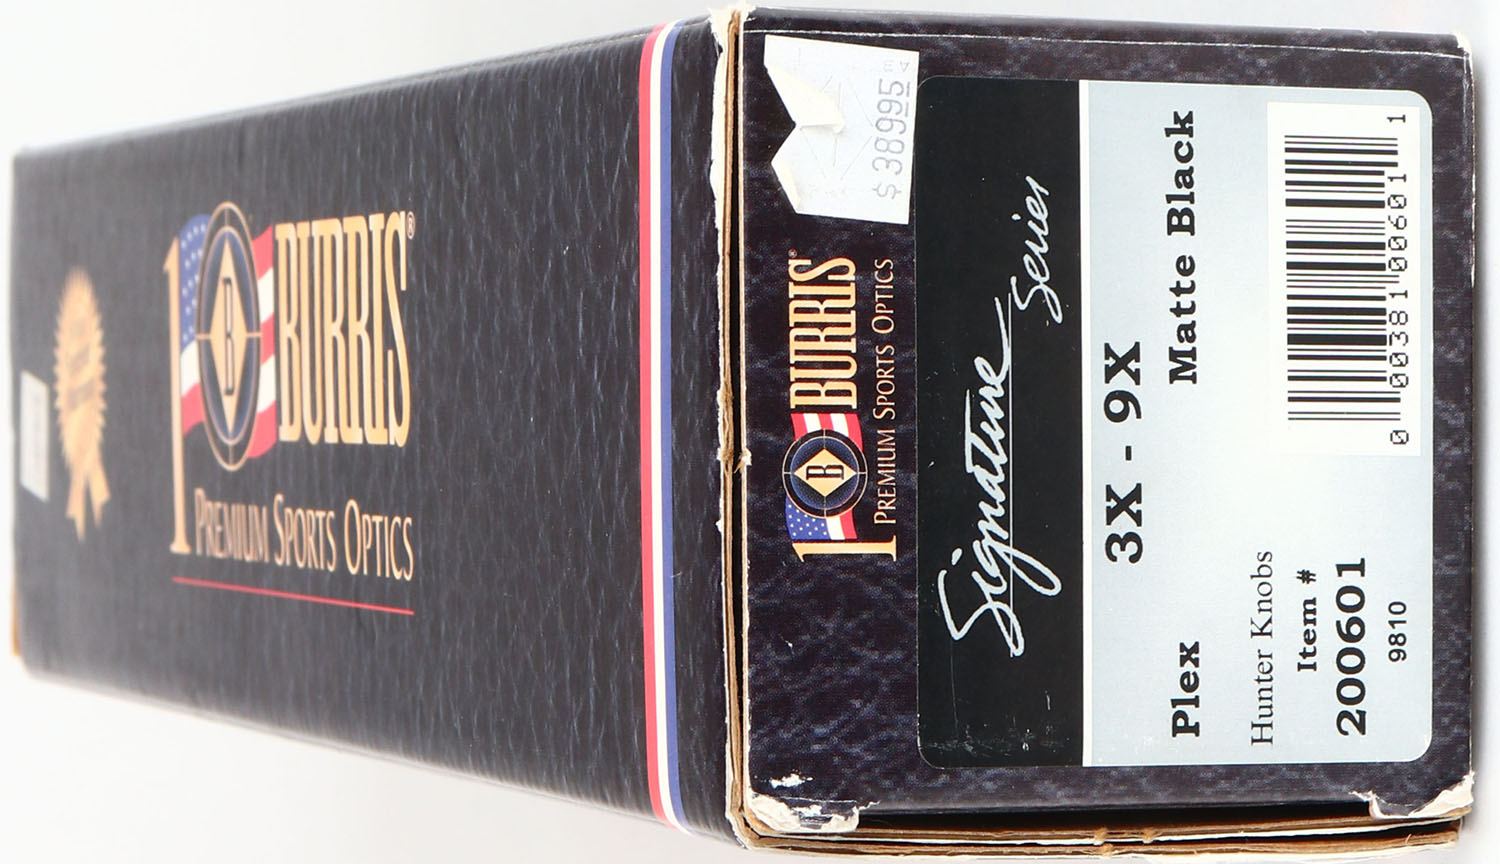 BURRIS®
PREMIUM SPORTS OPTICS
B
$389.95
BURRIS®
PREMIUM SPORTS OPTICS
B
Signature Series
3X - 9X
Plex Matte Black
Hunter Knobs
Item #
200601
9810
0 00381 00601 1